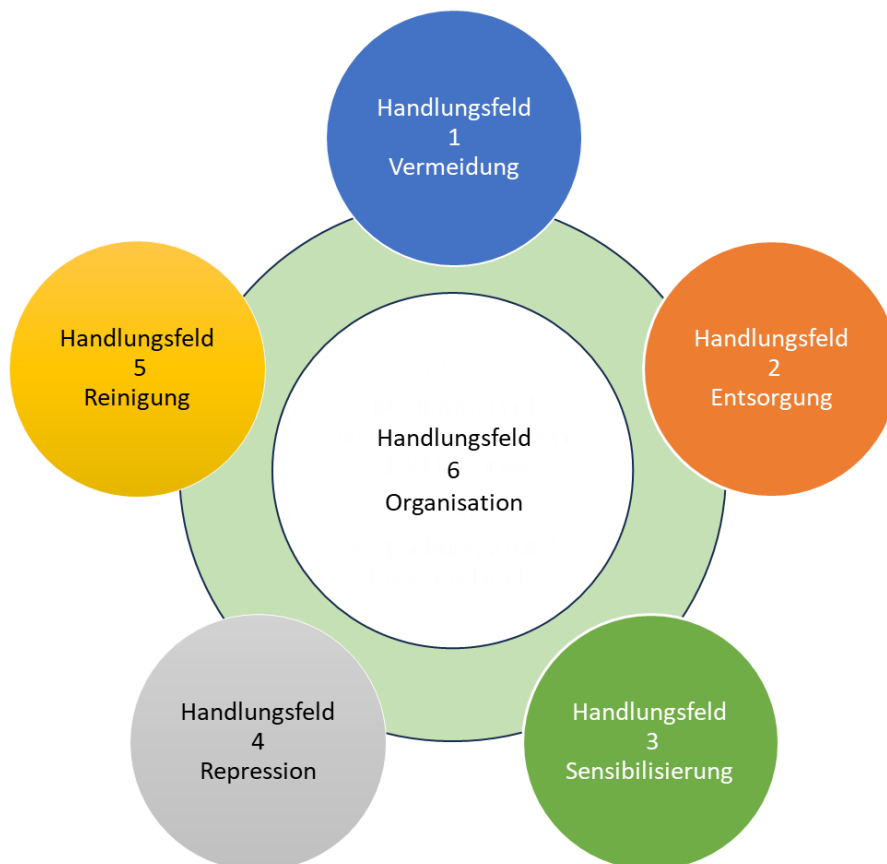 Handlungsfeld
1
Vermeidung
Handlungsfeld
2
Entsorgung
Handlungsfeld
3
Sensibilisierung
Handlungsfeld
4
Repression
Handlungsfeld
5
Reinigung
Handlungsfeld
6
Organisation